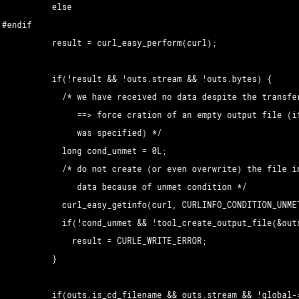 else
#endif
result = curl_easy_perform(curl);
if(!result && !outs.stream && !outs.bytes) {
/* we have received no data despite the transfer
==> force cration of an empty output file (if
was specified) */
long cond_unmet = 0L;
/* do not create (or even overwrite) the file in
data because of unmet condition */
curl_easy_getinfo(curl, CURLINFO_CONDITION_UNMET
if(!cond_unmet && !tool_create_output_file(&outs
result = CURLE_WRITE_ERROR;
}
if(outs.is_cd_filename && outs.stream && !global-